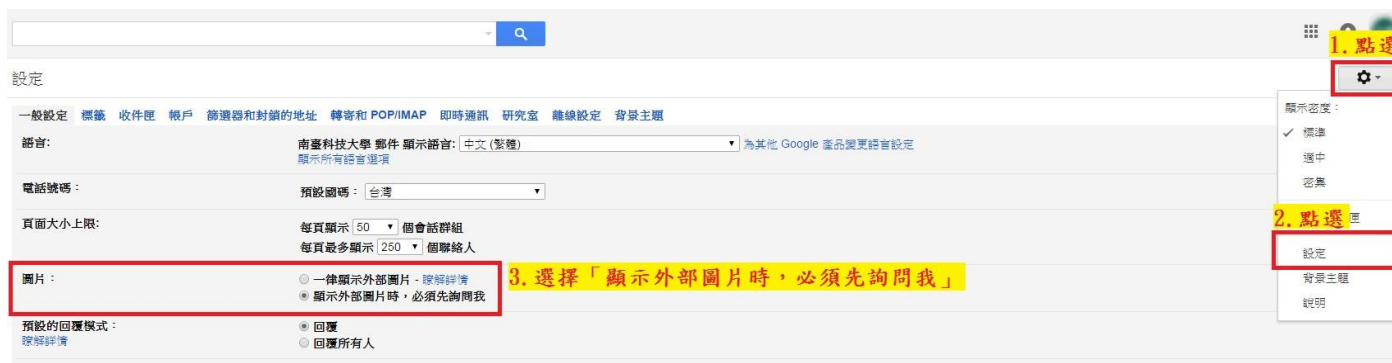 1. 點選
設定
一般設定 標籤 收件匣 帳戶 篩選器和封鎖的地址 轉寄和 POP/IMAP 即時通訊 研究室 離線設定 背景主題
語言:
南臺科技大學 郵件 顯示語言: 中文 (繁體) 為其他 Google 產品變更語言設定
顯示所有語言選項
電話號碼：
預設國碼： 台灣
頁面大小上限:
每頁顯示 50 個會話群組
每頁最多顯示 250 個聯絡人
圖片：
一律顯示外部圖片 - 瞭解詳情
顯示外部圖片時，必須先詢問我
3. 選擇「顯示外部圖片時，必須先詢問我」
預設的回覆模式：
瞭解詳情
回覆
回覆所有人
顯示密度：
標準
適中
密集
2. 點選
匣
設定
背景主題
說明